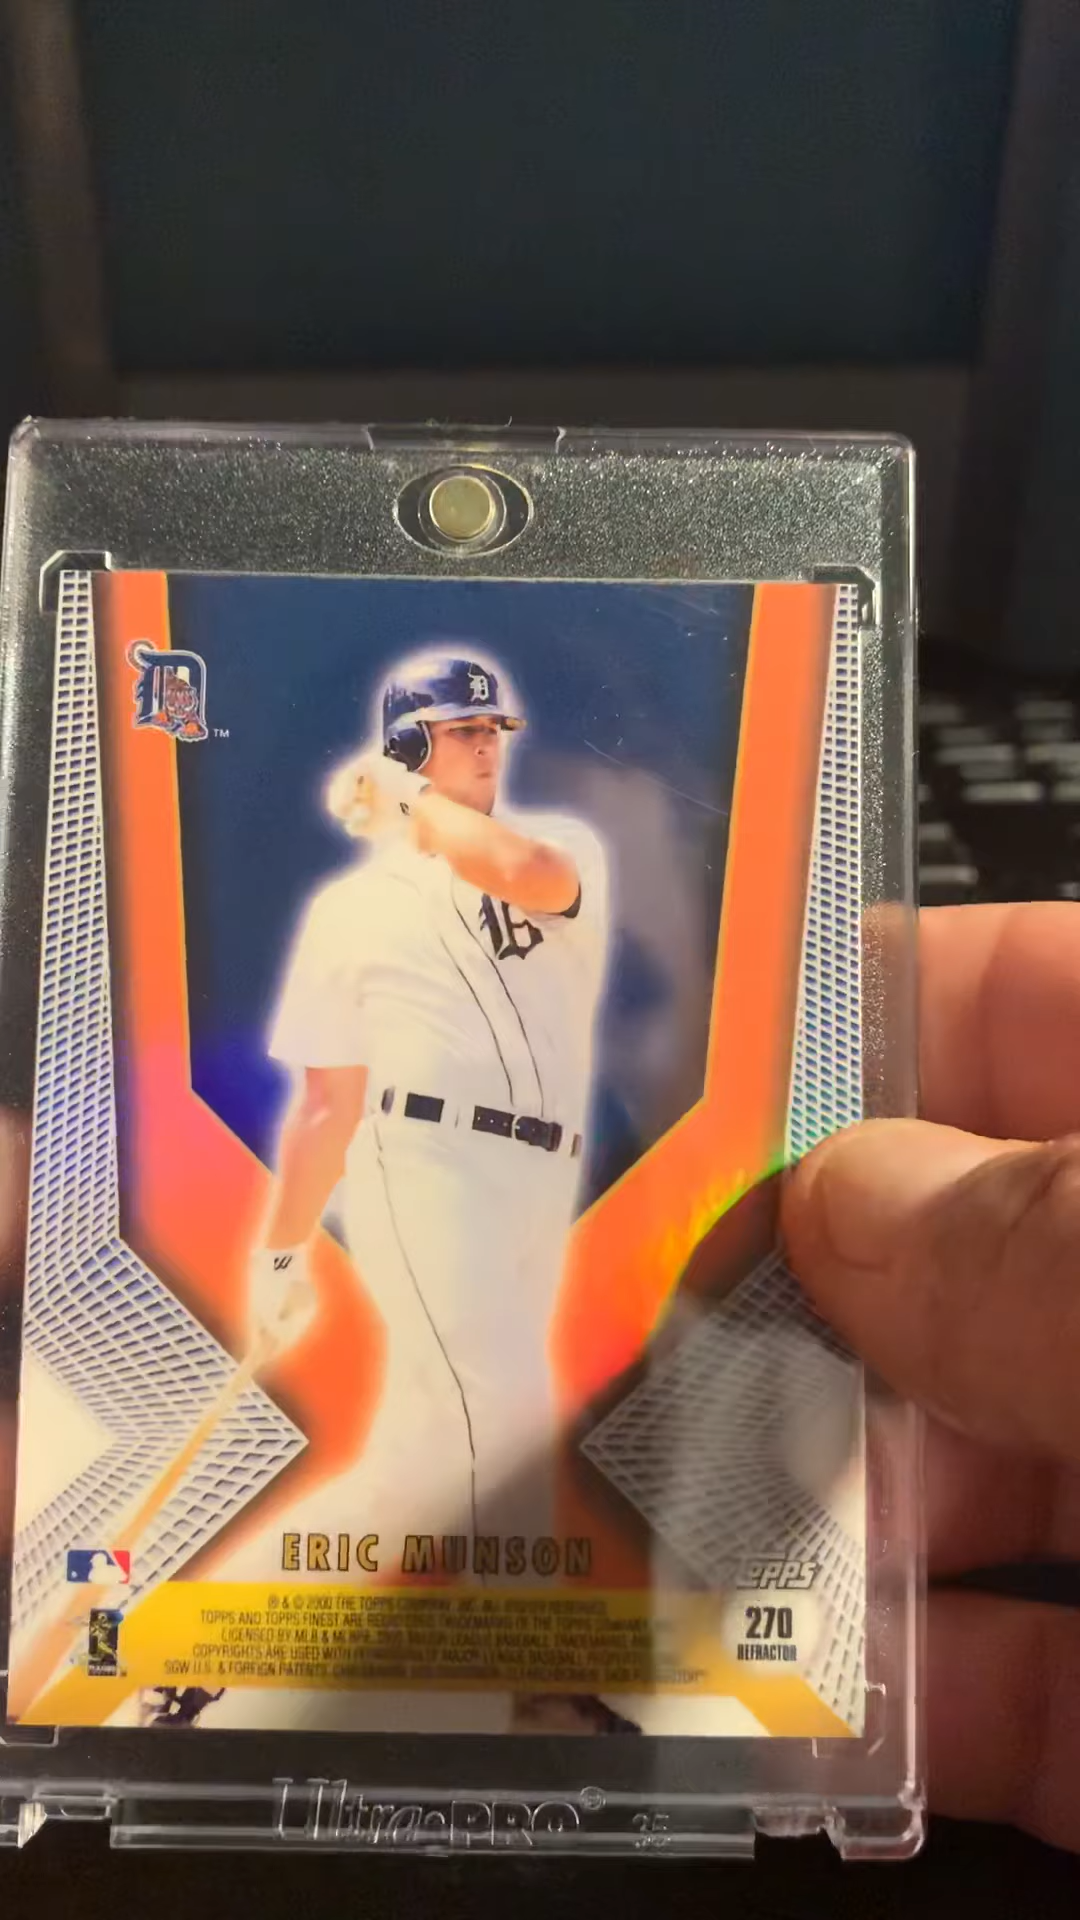 D
TM
D
ERIC MUNSON
TOPPS
® & © 2000 THE TOPPS COMPANY, INC. ALL RIGHTS RESERVED.
TOPPS AND TOPPS FINEST ARE REGISTERED TRADEMARKS OF THE TOPPS COMPANY
LICENSED BY MLB & MLBPA. 2000 MAJOR LEAGUE BASEBALL TRADEMARKS AND
COPYRIGHTS ARE USED WITH PERMISSION OF MAJOR LEAGUE BASEBALL PROPERTIES
SGW U.S. & FOREIGN PATENTS.
270
REFRACTOR
Ultra·PRO® 35